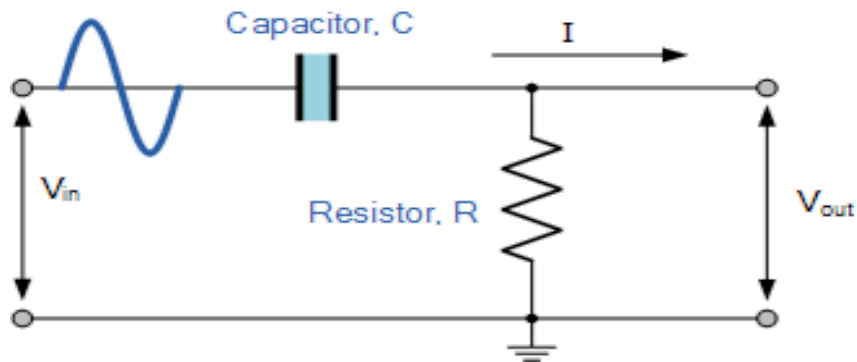 Capacitor, C
I
Vin
Resistor, R
Vout